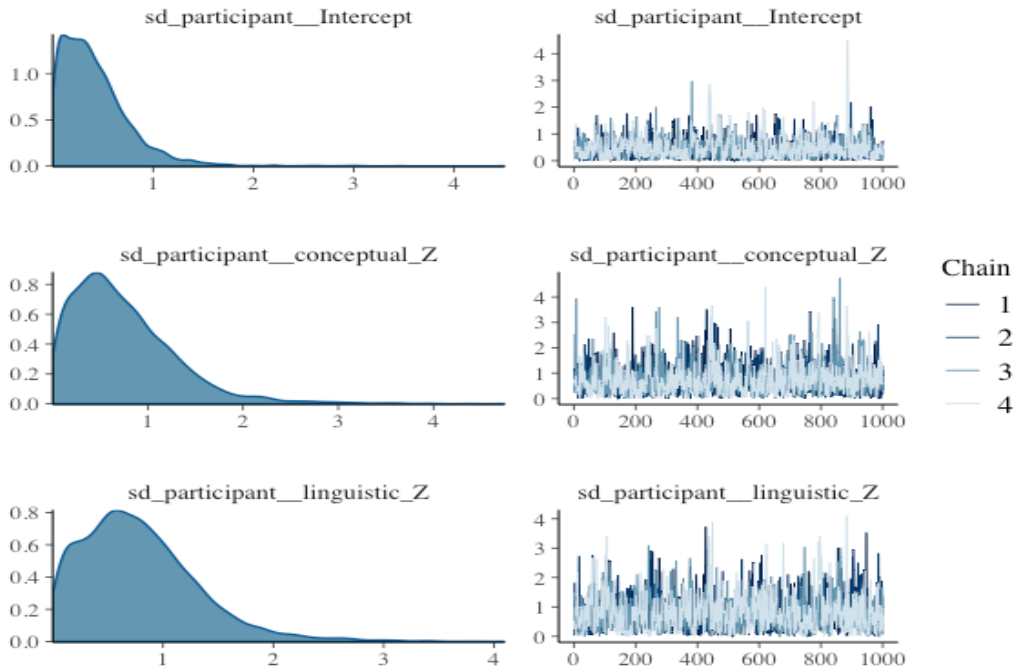 sd_participant__Intercept
sd_participant__Intercept
1.0
0.5
0.0
1 2 3 4
4
3
2
1
0
0 200 400 600 800 1000
sd_participant__conceptual_Z
sd_participant__conceptual_Z
0.8
0.6
0.4
0.2
0.0
1 2 3 4
4
3
2
1
0
0 200 400 600 800 1000
Chain
1
2
3
4
sd_participant__linguistic_Z
sd_participant__linguistic_Z
0.8
0.6
0.4
0.2
0.0
1 2 3 4
4
3
2
1
0
0 200 400 600 800 1000